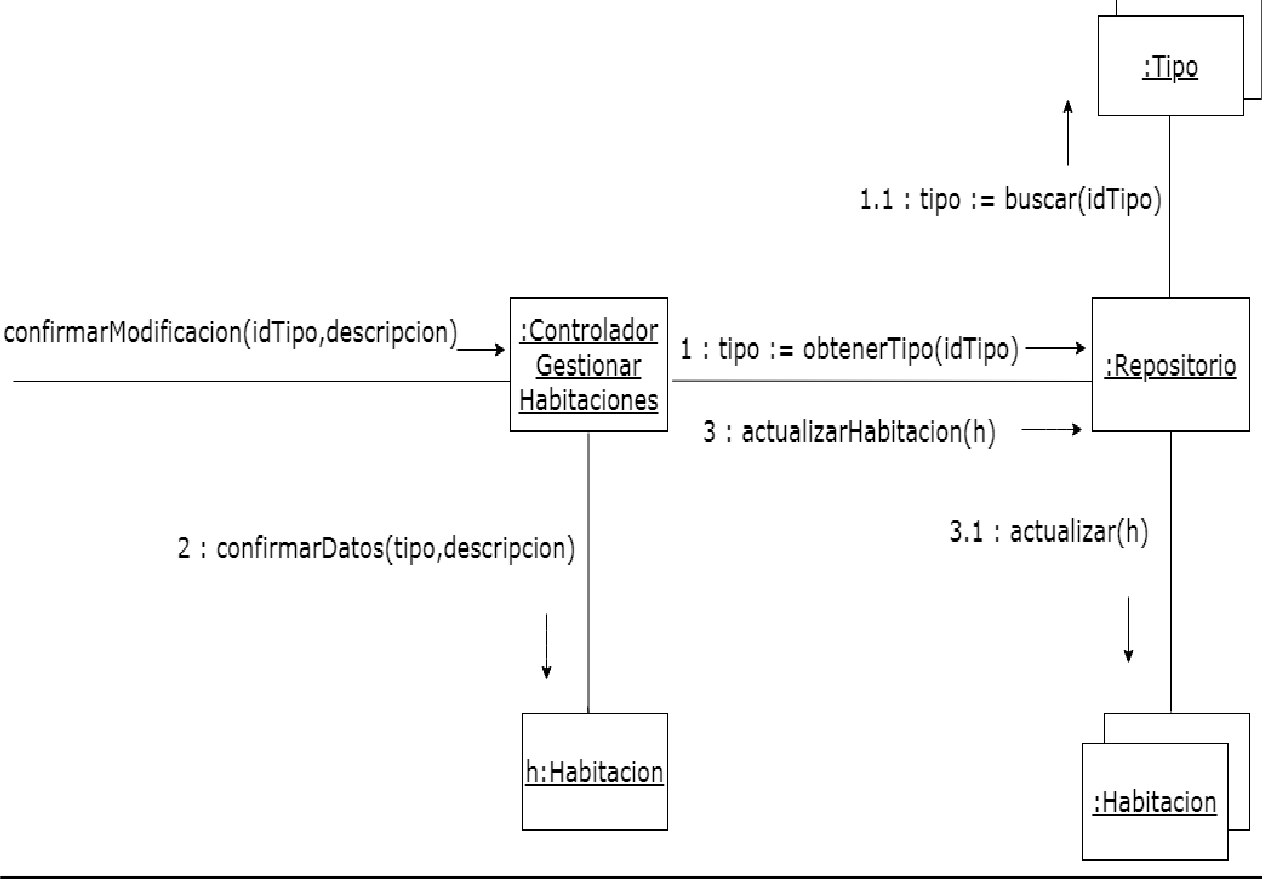 :Tipo
1.1 : tipo := buscar(idTipo)
confirmarModificacion(idTipo,descripcion)
:Controlador
Gestionar
Habitaciones
1 : tipo := obtenerTipo(idTipo)
:Repositorio
3 : actualizarHabitacion(h)
2 : confirmarDatos(tipo,descripcion)
3.1 : actualizar(h)
h:Habitacion
:Habitacion